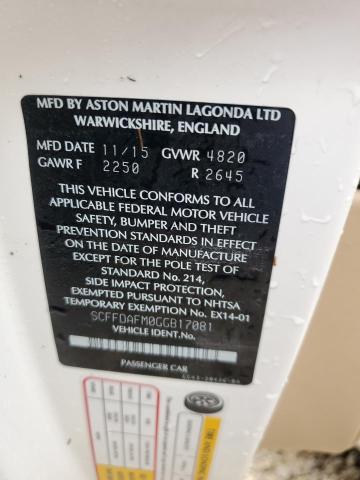 MFD BY ASTON MARTIN LAGONDA LTD
WARWICKSHIRE, ENGLAND
MFD DATE 11/15 GVWR 4820
GAWR F 2250 R 2645
THIS VEHICLE CONFORMS TO ALL
APPLICABLE FEDERAL MOTOR VEHICLE
SAFETY, BUMPER AND THEFT
PREVENTION STANDARDS IN EFFECT
ON THE DATE OF MANUFACTURE
EXCEPT FOR THE POLE TEST OF
STANDARD NO. 214,
SIDE IMPACT PROTECTION,
EXEMPTED PURSUANT TO NHTSA
TEMPORARY EXEMPTION No. EX14-01
SCFFDAFM0GGB17081
VEHICLE IDENT.No.
PASSENGER CAR